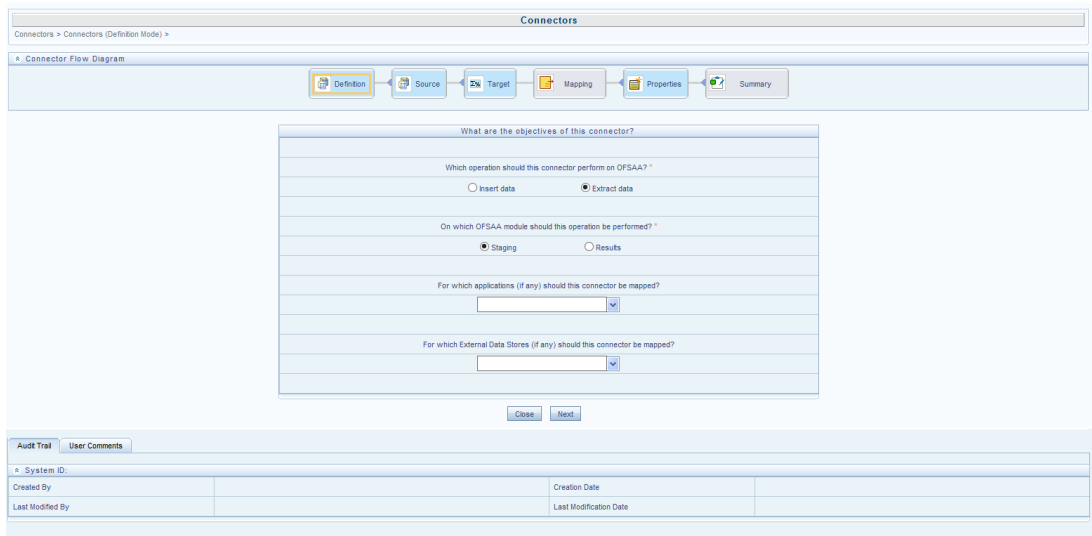 Connectors
Connectors > Connectors (Definition Mode) >
Connector Flow Diagram
Definition Source Target Mapping Properties Summary
What are the objectives of this connector?
Which operation should this connector perform on OFSAA? *
Insert data Extract data
On which OFSAA module should this operation be performed? *
Staging Results
For which applications (if any) should this connector be mapped?
For which External Data Stores (if any) should this connector be mapped?
Close Next
Audit Trail User Comments
System ID:
Created By Creation Date
Last Modified By Last Modification Date